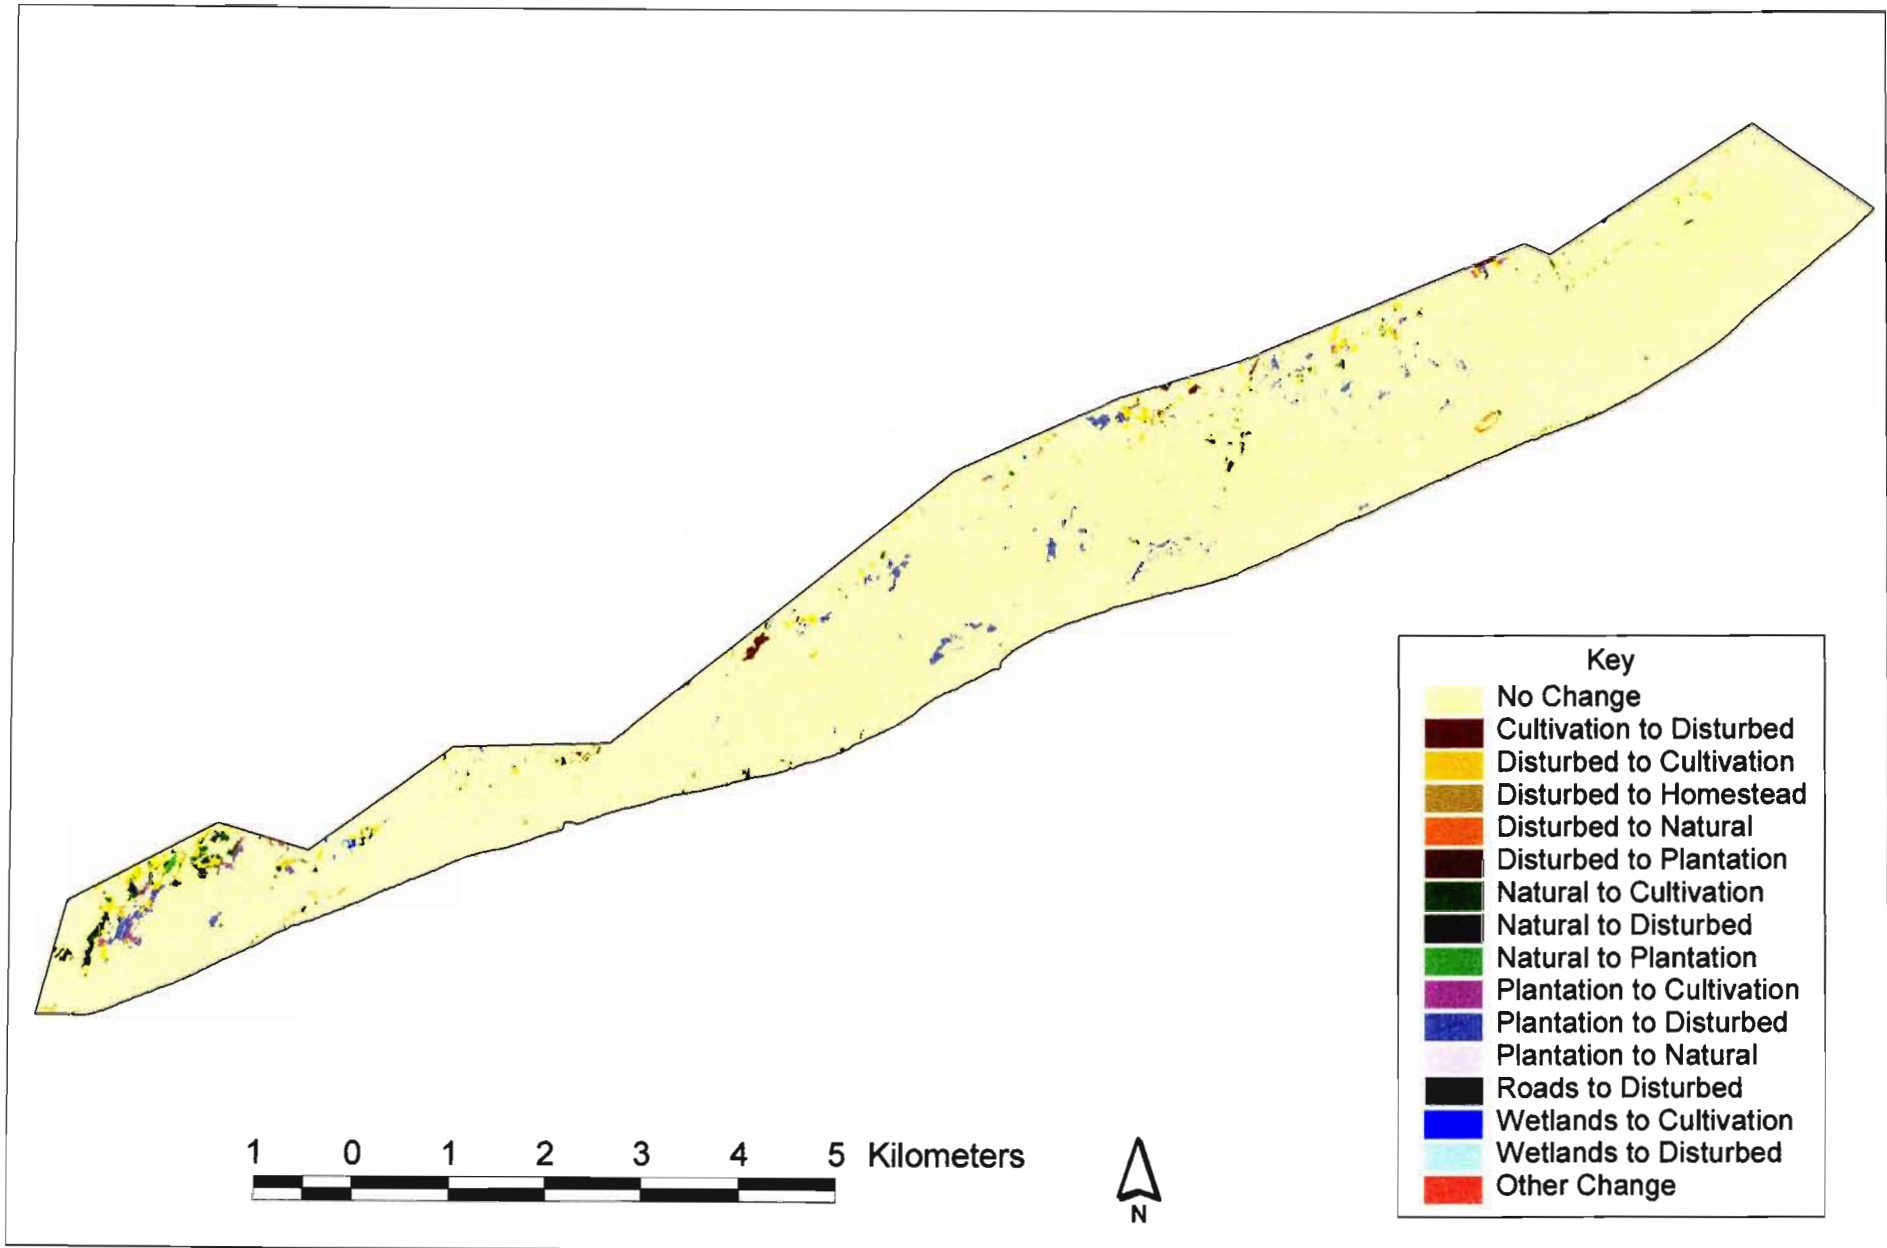 Key
No Change
Cultivation to Disturbed
Disturbed to Cultivation
Disturbed to Homestead
Disturbed to Natural
Disturbed to Plantation
Natural to Cultivation
Natural to Disturbed
Natural to Plantation
Plantation to Cultivation
Plantation to Disturbed
Plantation to Natural
Roads to Disturbed
Wetlands to Cultivation
Wetlands to Disturbed
Other Change
1 0 1 2 3 4 5 Kilometers
N